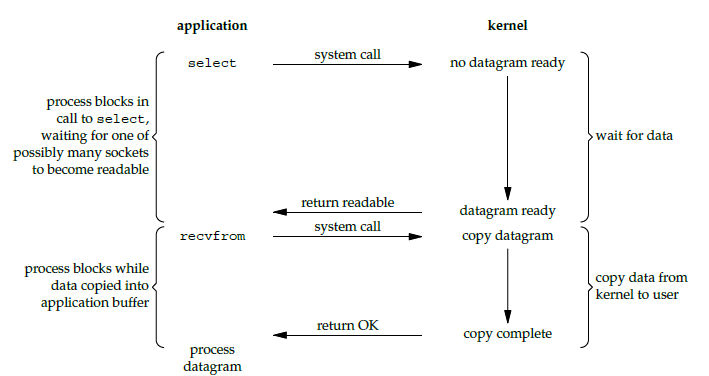 application
kernel
select
system call
no datagram ready
process blocks in
call to select,
waiting for one of
possibly many sockets
to become readable
wait for data
return readable
datagram ready
recvfrom
system call
copy datagram
process blocks while
data copied into
application buffer
copy data from
kernel to user
return OK
copy complete
process
datagram